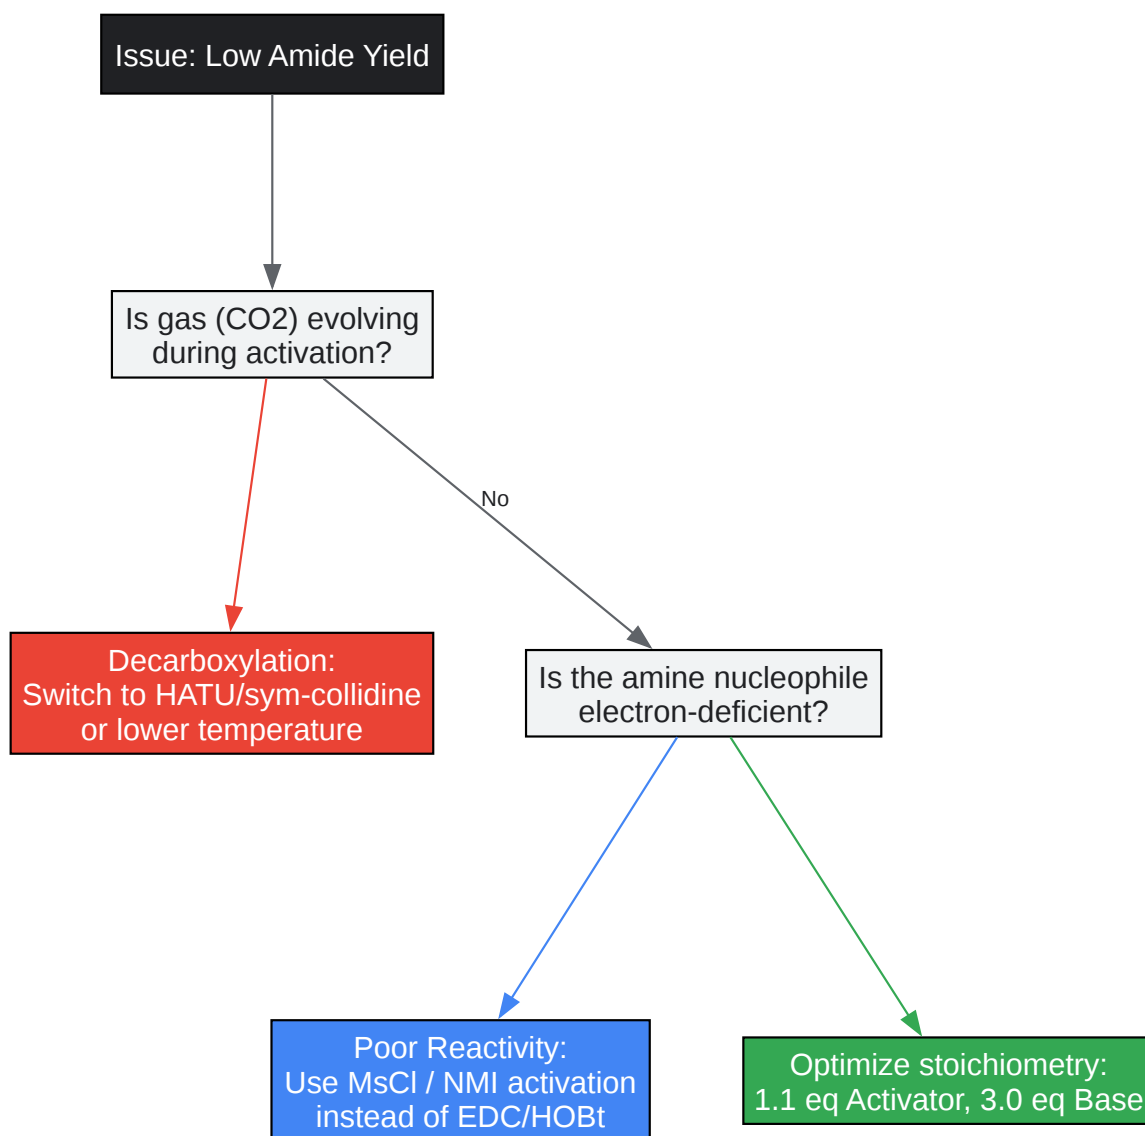 Issue: Low Amide Yield
Is gas (CO2) evolving
during activation?
No
Decarboxylation:
Switch to HATU/sym-collidine
or lower temperature
Is the amine nucleophile
electron-deficient?
Poor Reactivity:
Use MsCl / NMI activation
instead of EDC/HOBt
Optimize stoichiometry:
1.1 eq Activator, 3.0 eq Base